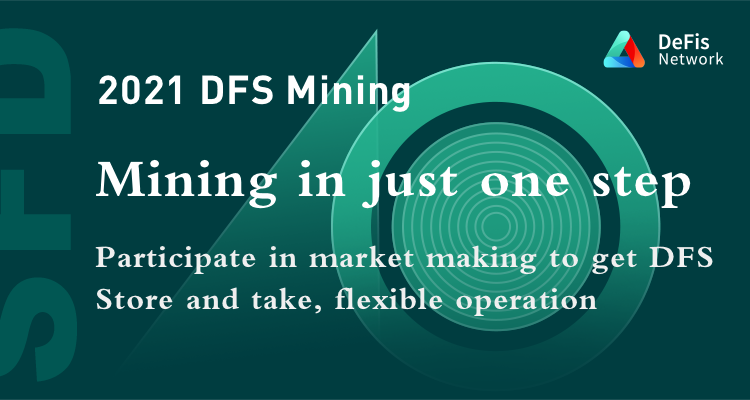 DeFis
Network
2021 DFS Mining
Mining in just one step
Participate in market making to get DFS
Store and take, flexible operation
DFS